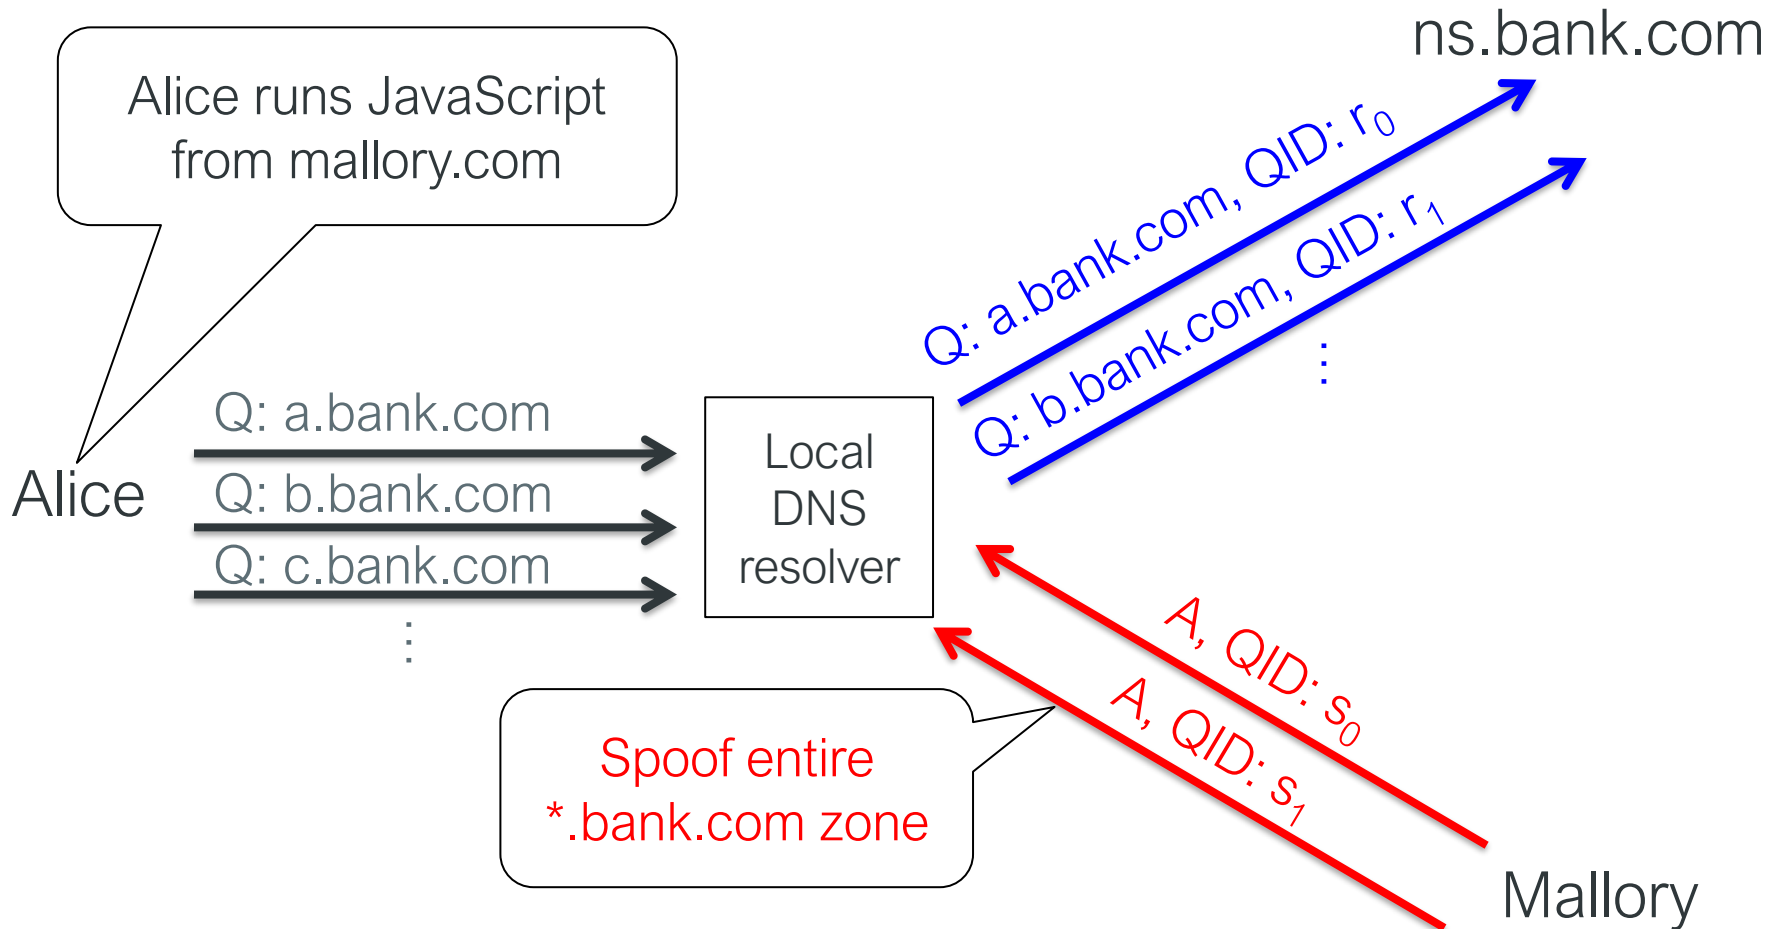 ns.bank.com
Alice runs JavaScript
from mallory.com
Q: a.bank.com, QID: r₀
Q: b.bank.com, QID: r₁
⋮
Q: a.bank.com
Q: b.bank.com
Q: c.bank.com
⋮
Alice
Local
DNS
resolver
A, QID: s₀
A, QID: s₁
Spoof entire
*.bank.com zone
Mallory